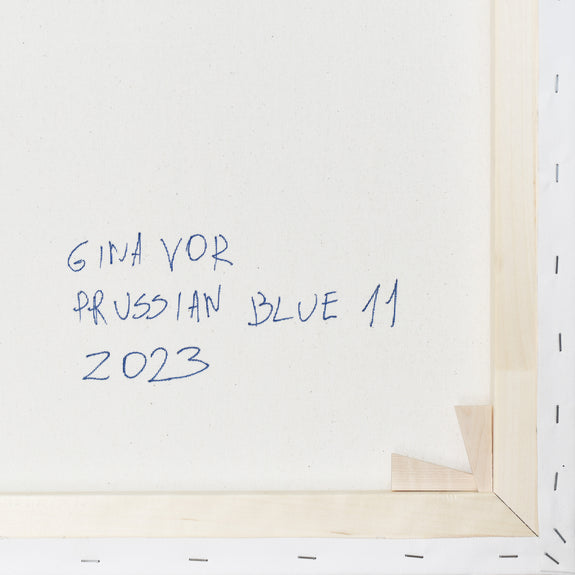 GINA VOR
PRUSSIAN BLUE 11
2023